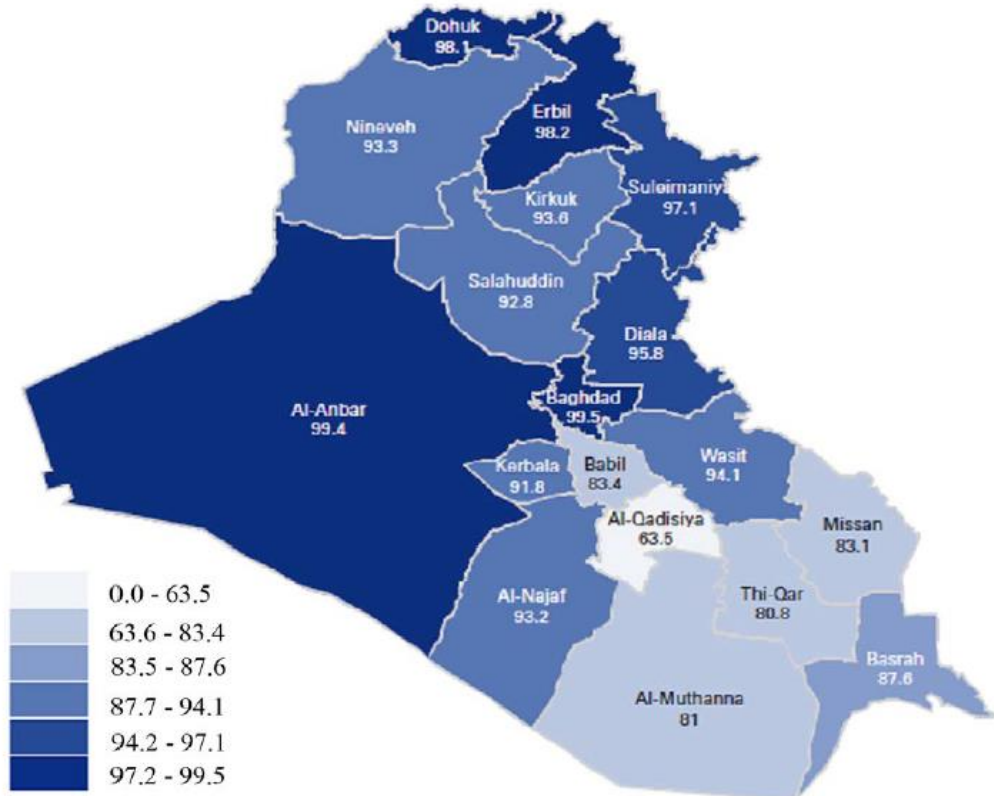 Dohuk
98.1
Erbil
98.2
Nineveh
93.3
Suleimaniy
97.1
Kirkuk
93.6
Salahuddin
92.8
Diala
95.8
Al-Anbar
99.4
Baghdad
99.5
Kerbala
91.8
Babil
83.4
Wasit
94.1
Al-Qadisiya
63.5
Missan
83.1
Al-Najaf
93.2
Thi-Qar
80.8
Basrah
87.6
Al-Muthanna
81
0.0 - 63.5
63.6 - 83.4
83.5 - 87.6
87.7 - 94.1
94.2 - 97.1
97.2 - 99.5